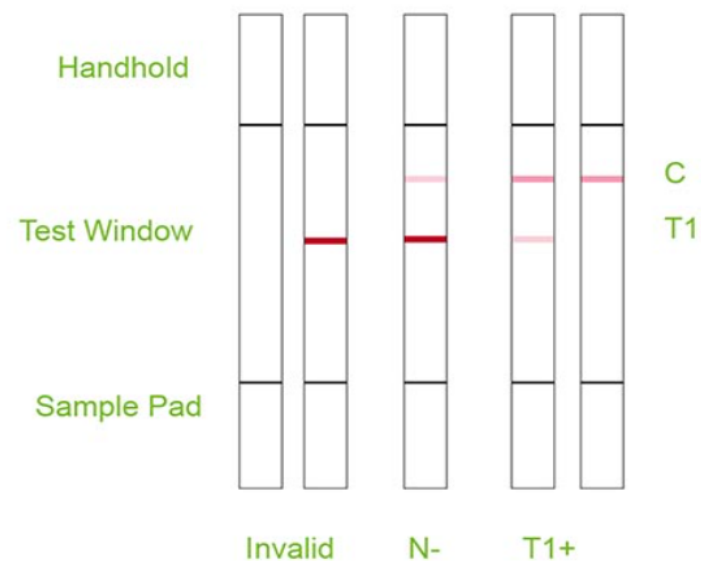 Handhold
C
Test Window
T1
Sample Pad
Invalid N- T1+